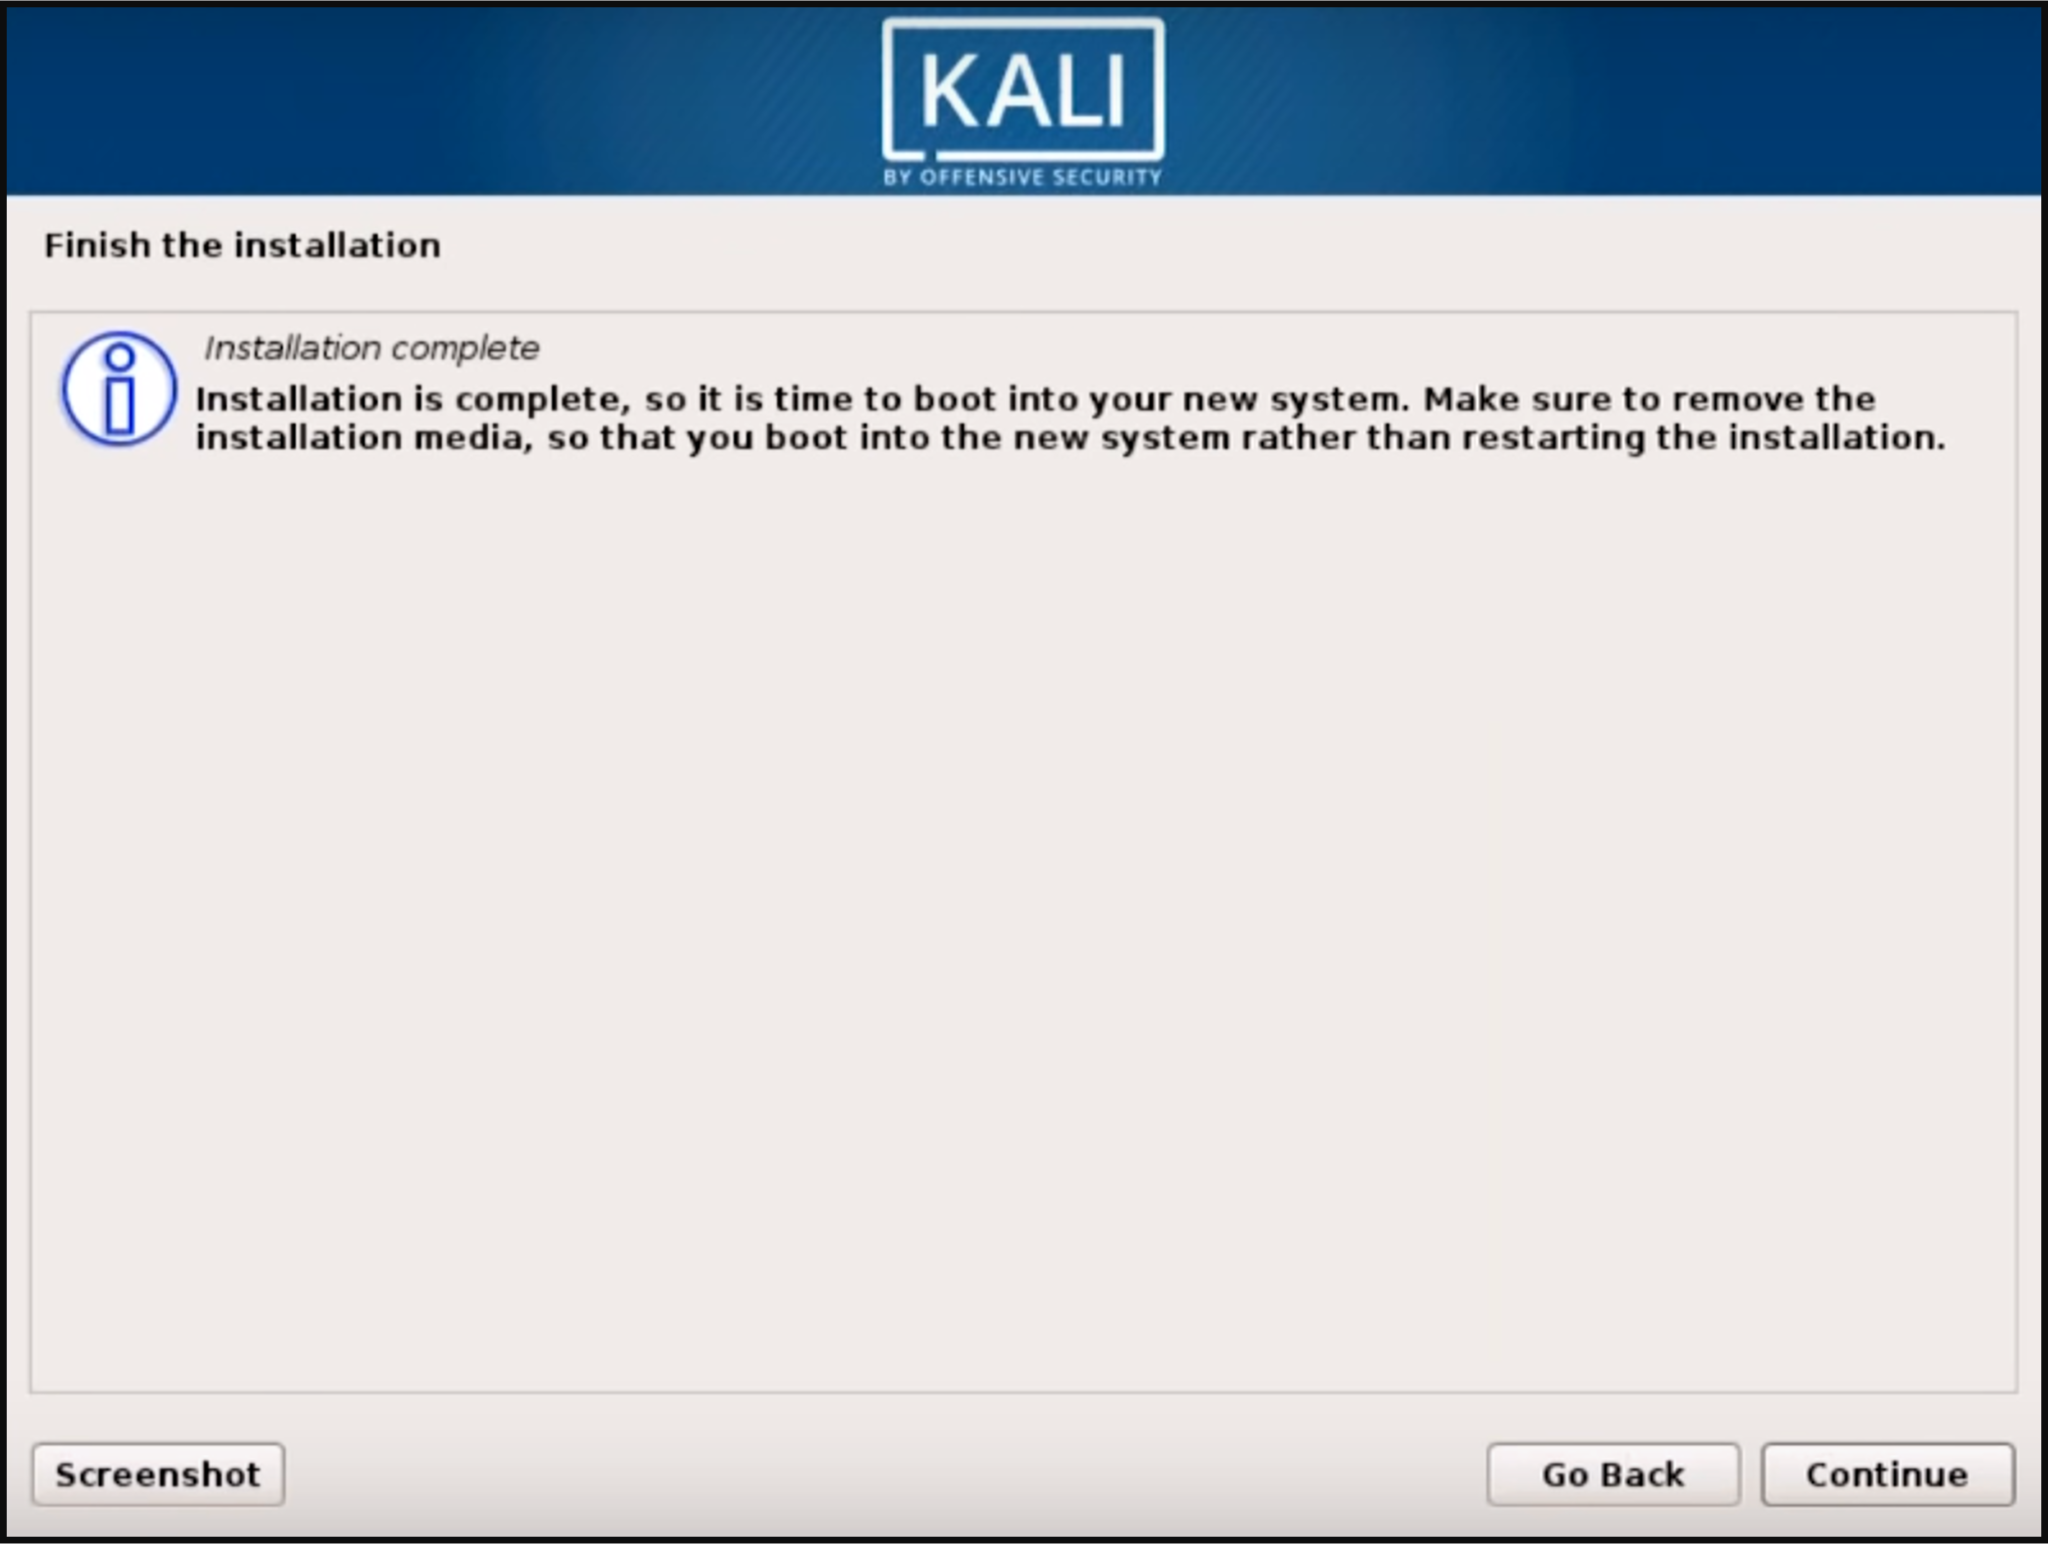 KALI
BY OFFENSIVE SECURITY
Finish the installation
Installation complete
Installation is complete, so it is time to boot into your new system. Make sure to remove the
installation media, so that you boot into the new system rather than restarting the installation.
Screenshot
Go Back
Continue